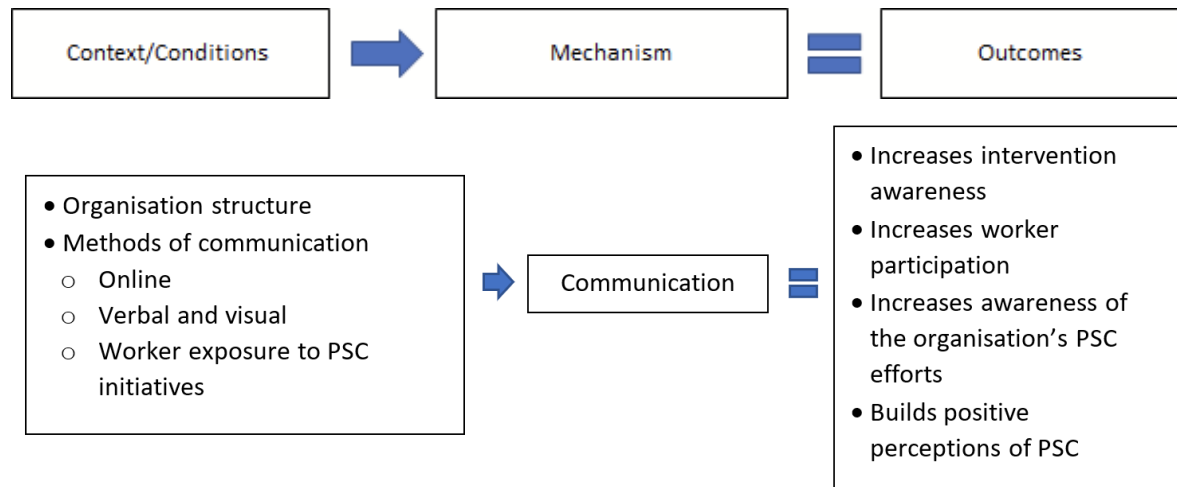 Context/Conditions
Mechanism
Outcomes
• Organisation structure
• Methods of communication
○ Online
○ Verbal and visual
○ Worker exposure to PSC
initiatives
Communication
• Increases intervention
awareness
• Increases worker
participation
• Increases awareness of
the organisation’s PSC
efforts
• Builds positive
perceptions of PSC